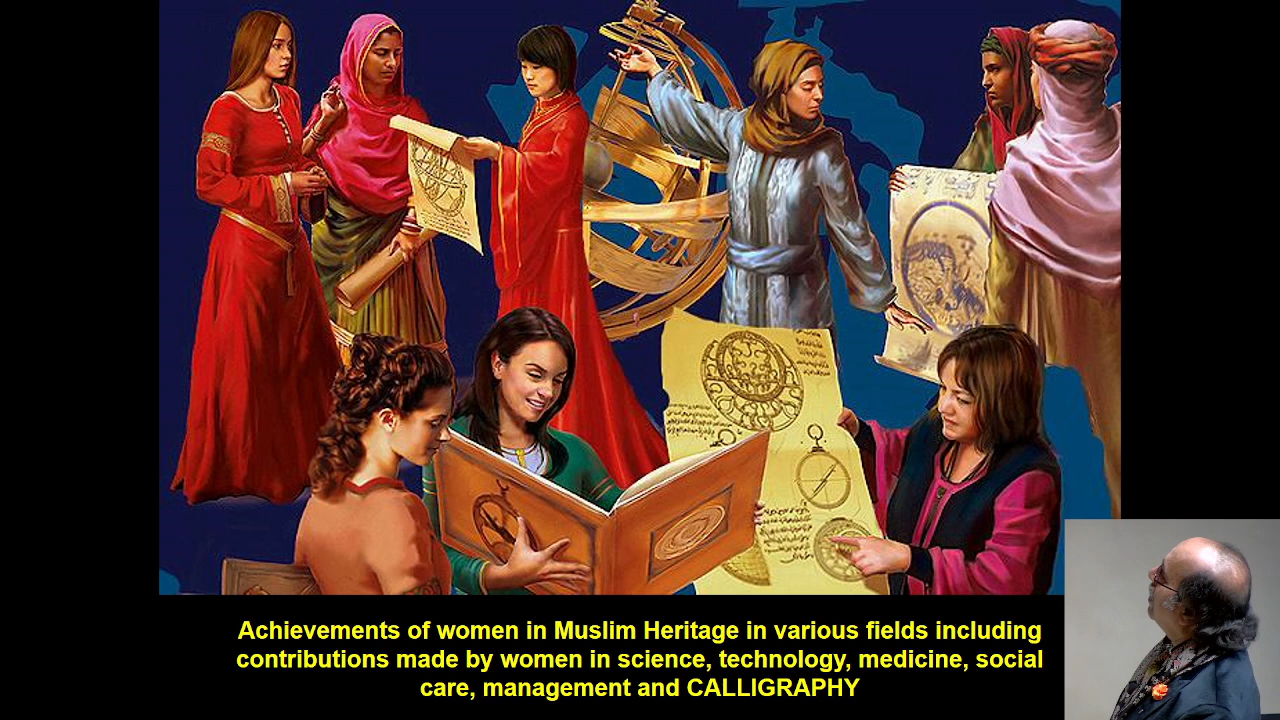 Achievements of women in Muslim Heritage in various fields including
contributions made by women in science, technology, medicine, social
care, management and CALLIGRAPHY